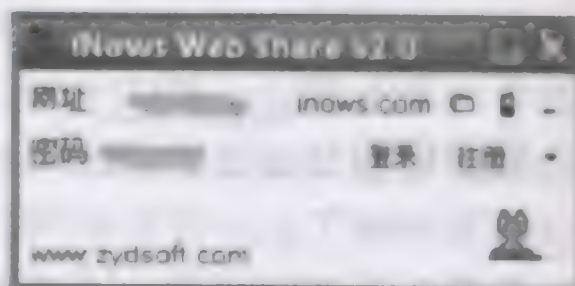 iNows Web Share v2.0
网址 inows com
密码 登录 注册
www zydsoft com